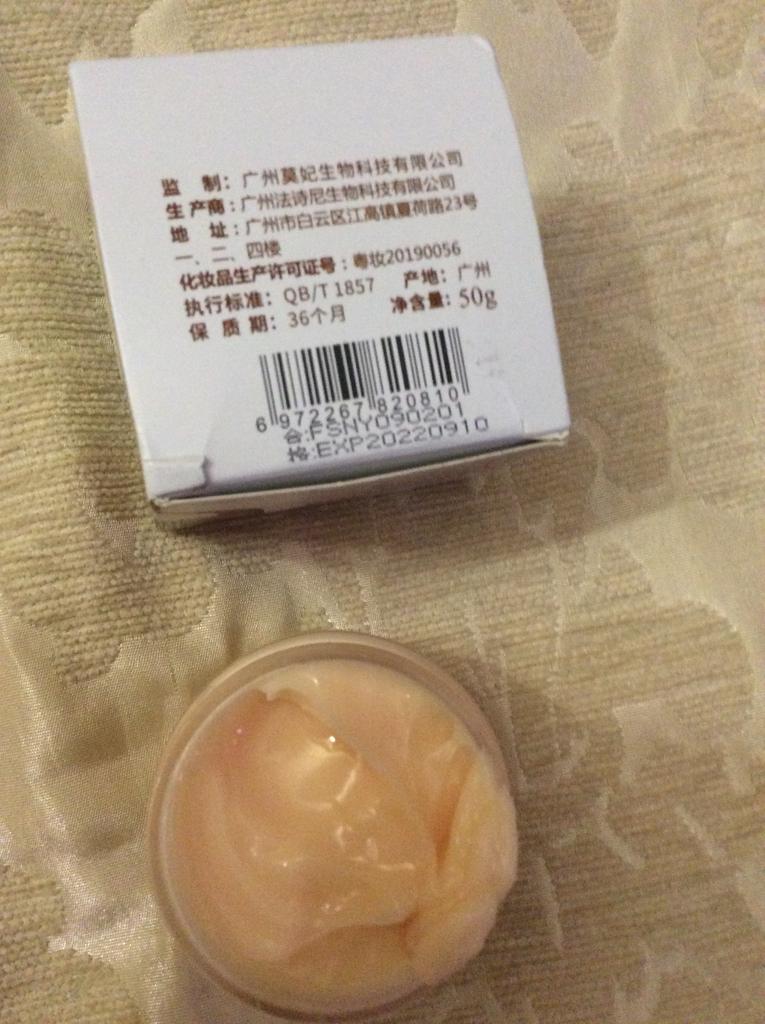 监 制：广州莫妃生物科技有限公司
生产商：广州法诗尼生物科技有限公司
地 址：广州市白云区江高镇夏荷路23号
一、二、四楼
化妆品生产许可证号：粤妆20190056
执行标准：QB/T 1857 产地：广州
保 质 期：36个月 净含量：50g
6 972267 820810
合:FSNY090201
格:EXP20220910